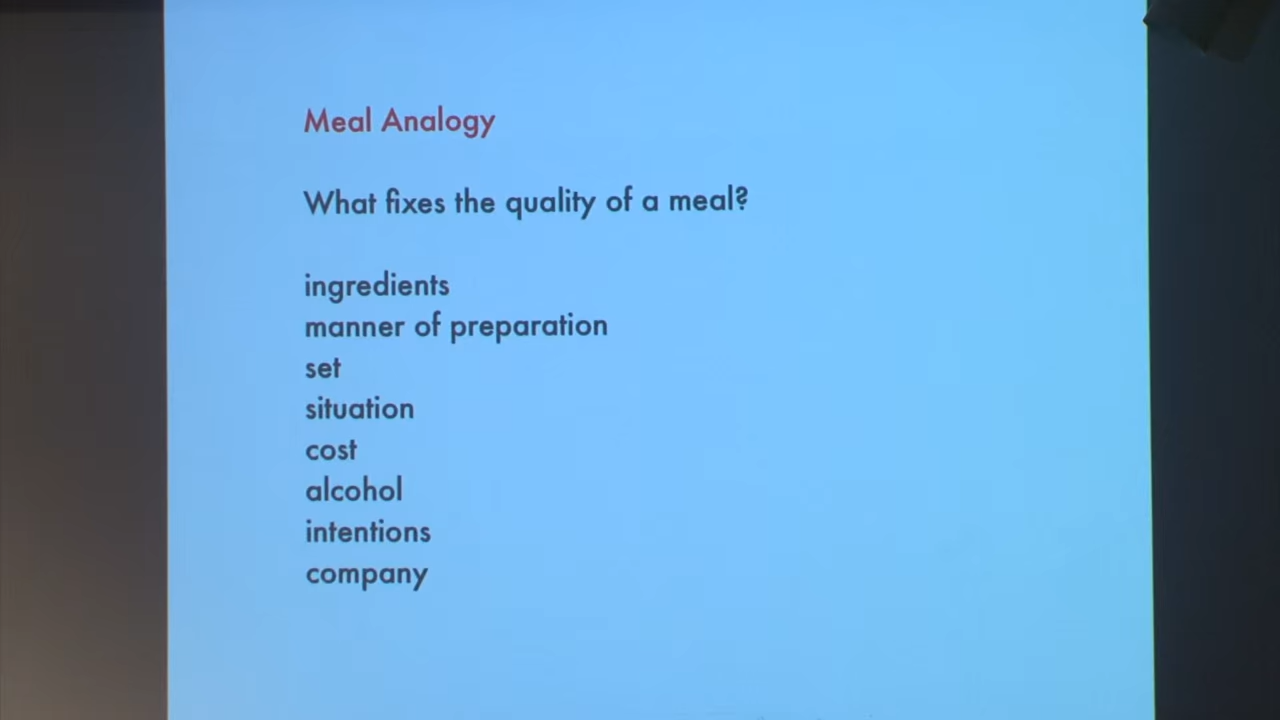 Meal Analogy
What fixes the quality of a meal?
ingredients
manner of preparation
set
situation
cost
alcohol
intentions
company